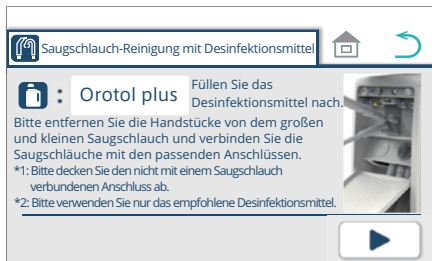 Saugschlauch-Reinigung mit Desinfektionsmittel
: Orotol plus
Füllen Sie das
Desinfektionsmittel nach.
Bitte entfernen Sie die Handstücke von dem großen
und kleinen Saugschlauch und verbinden Sie die
Saugschläuche mit den passenden Anschlüssen.
*1: Bitte decken Sie den nicht mit einem Saugschlauch
verbundenen Anschluss ab.
*2: Bitte verwenden Sie nur das empfohlene Desinfektionsmittel.